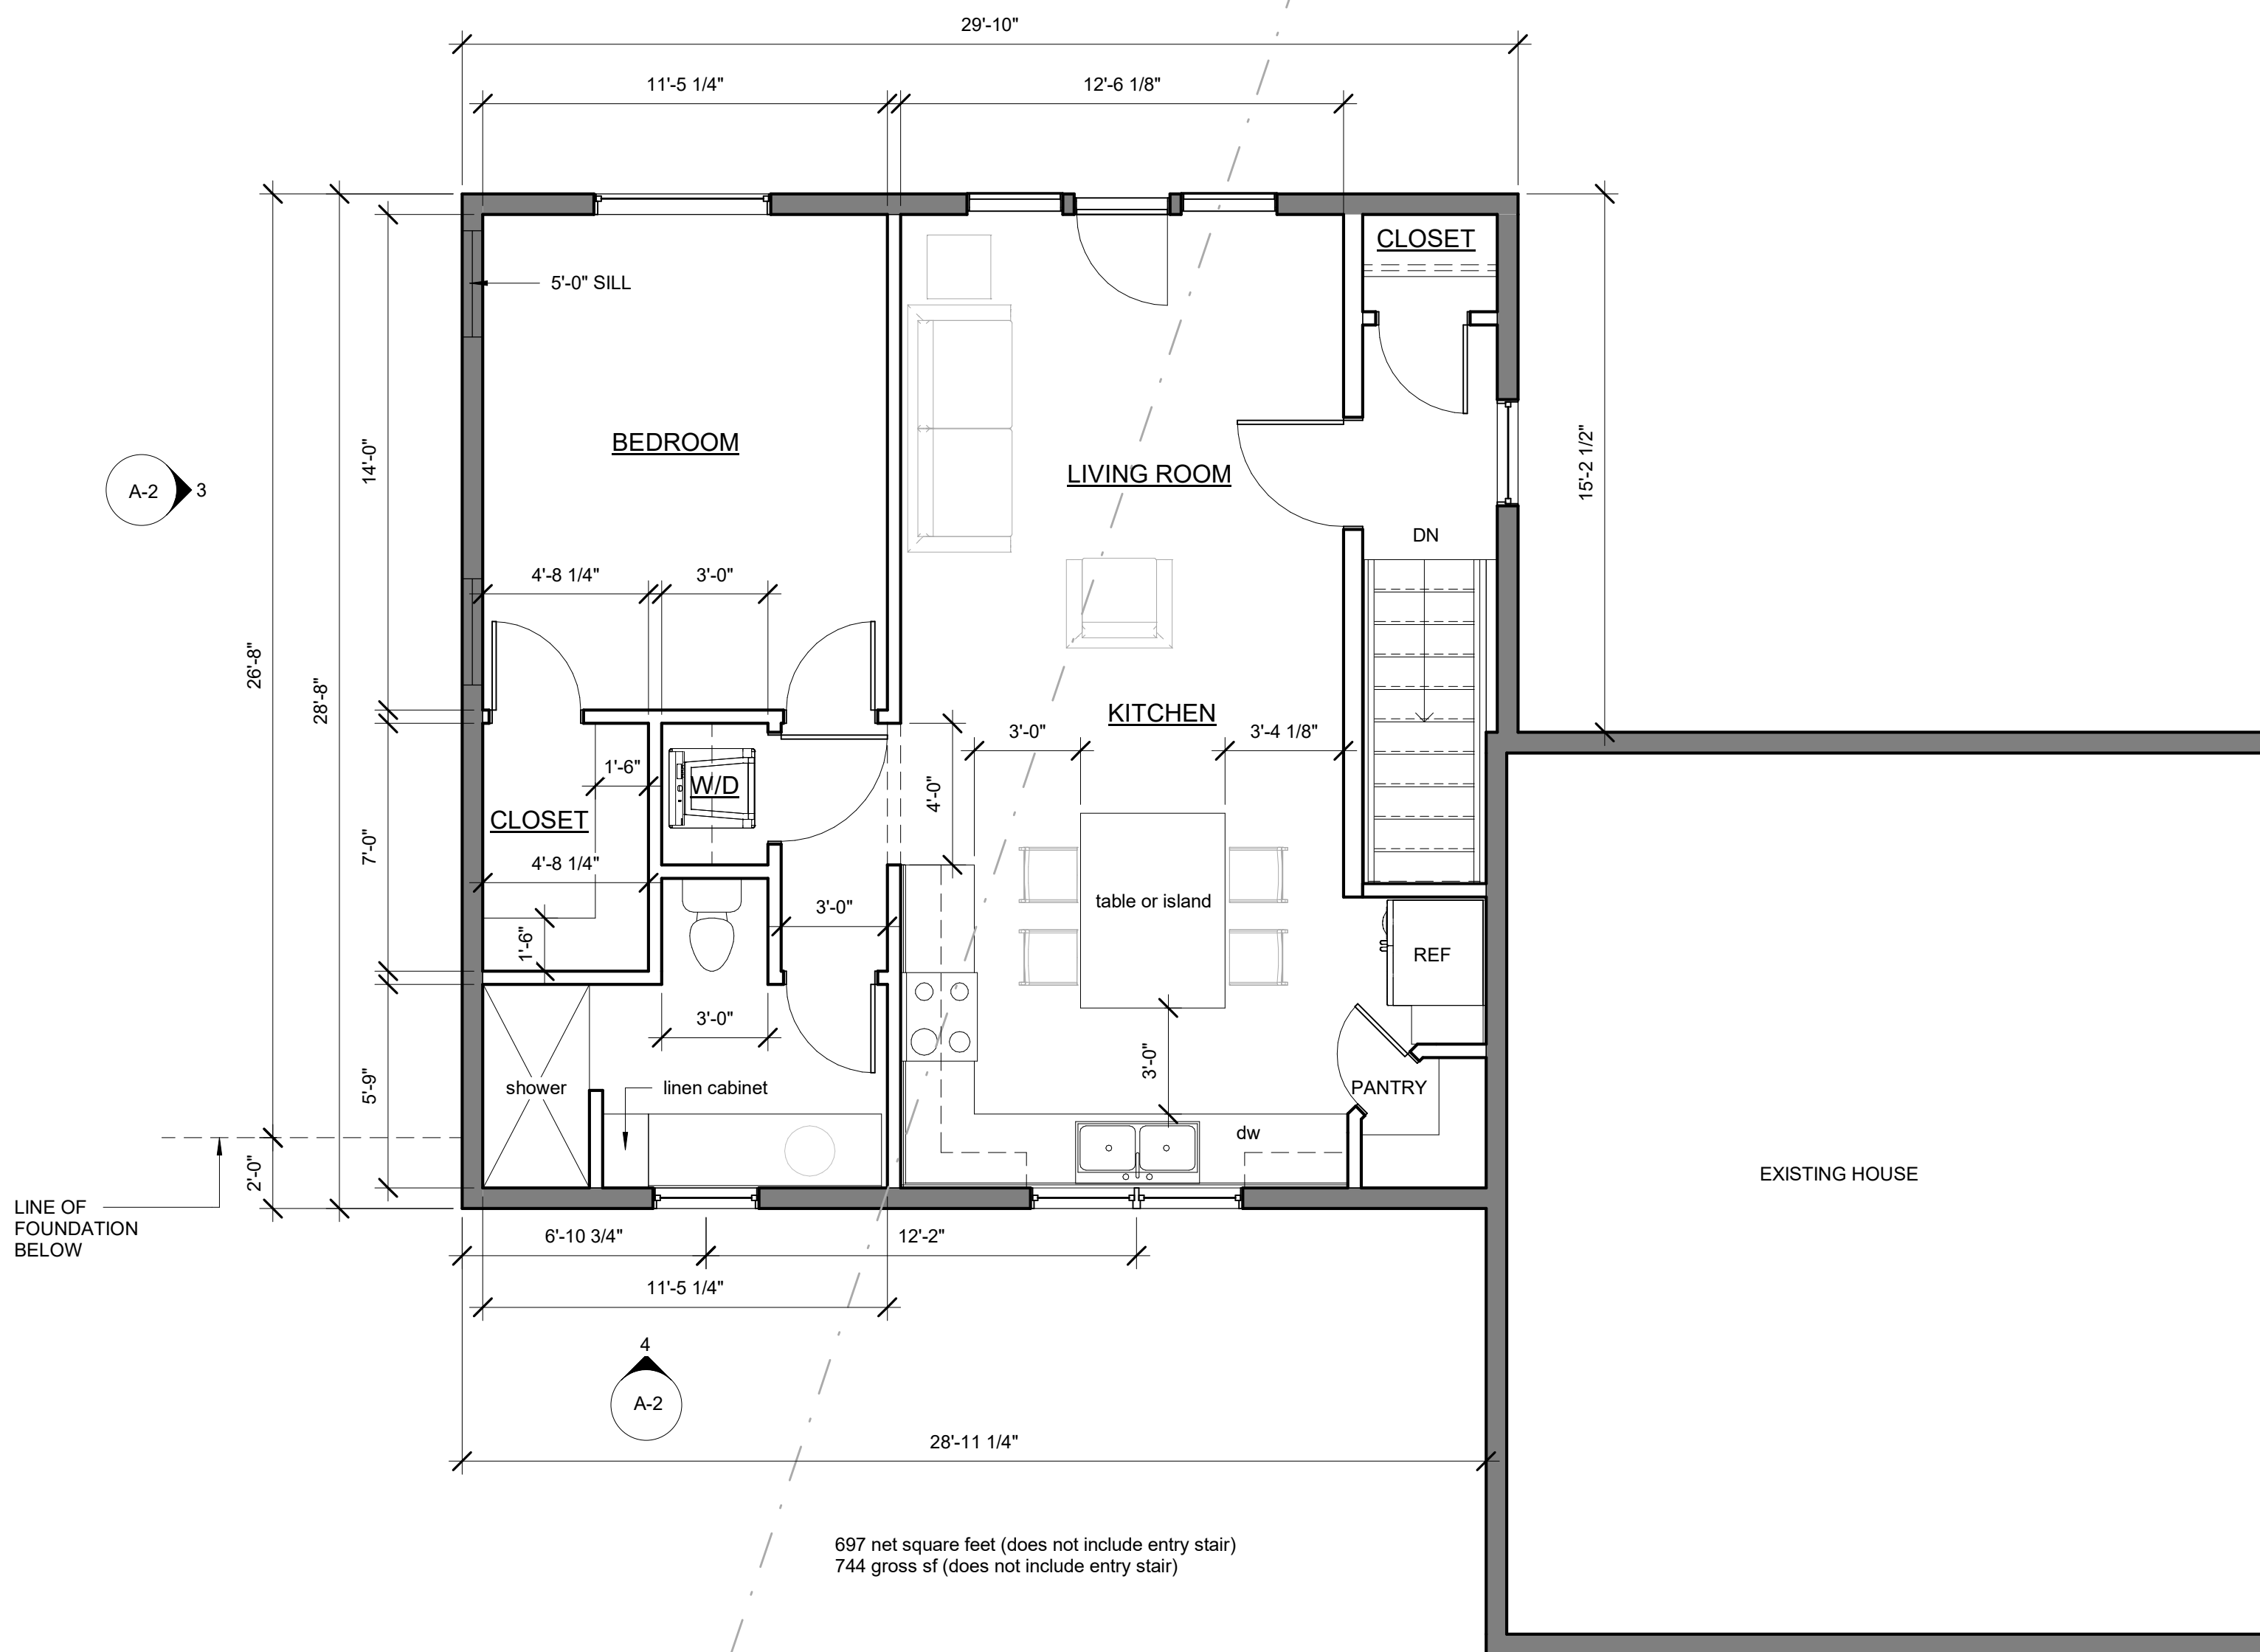 29'-10"
11'-5 1/4"
12'-6 1/8"
CLOSET
5'-0" SILL
BEDROOM
LIVING ROOM
14'-0"
15'-2 1/2"
A-2
3
DN
4'-8 1/4"
3'-0"
26'-8"
28'-8"
KITCHEN
3'-0"
3'-4 1/8"
1'-6"
W/D
4'-0"
CLOSET
7'-0"
4'-8 1/4"
3'-0"
table or island
1'-6"
REF
3'-0"
3'-0"
5'-9"
shower
linen cabinet
PANTRY
dw
2'-0"
EXISTING HOUSE
LINE OF
FOUNDATION
BELOW
6'-10 3/4"
12'-2"
11'-5 1/4"
4
A-2
28'-11 1/4"
697 net square feet (does not include entry stair)
744 gross sf (does not include entry stair)